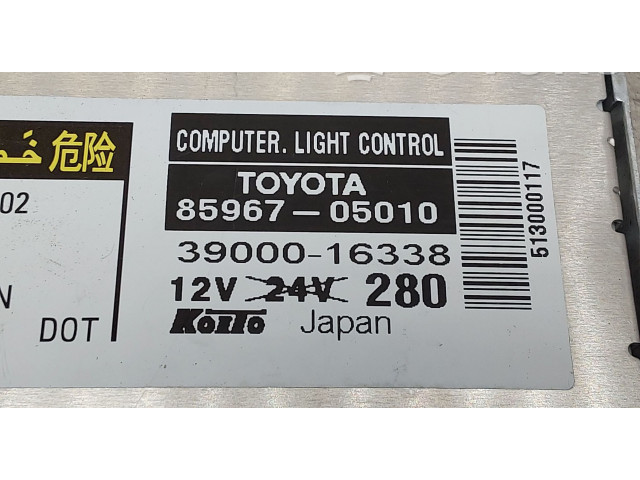 危险
02
N
DOT
COMPUTER. LIGHT CONTROL
TOYOTA
85967-05010
39000-16338
12V 24V 280
Koito Japan
513000117